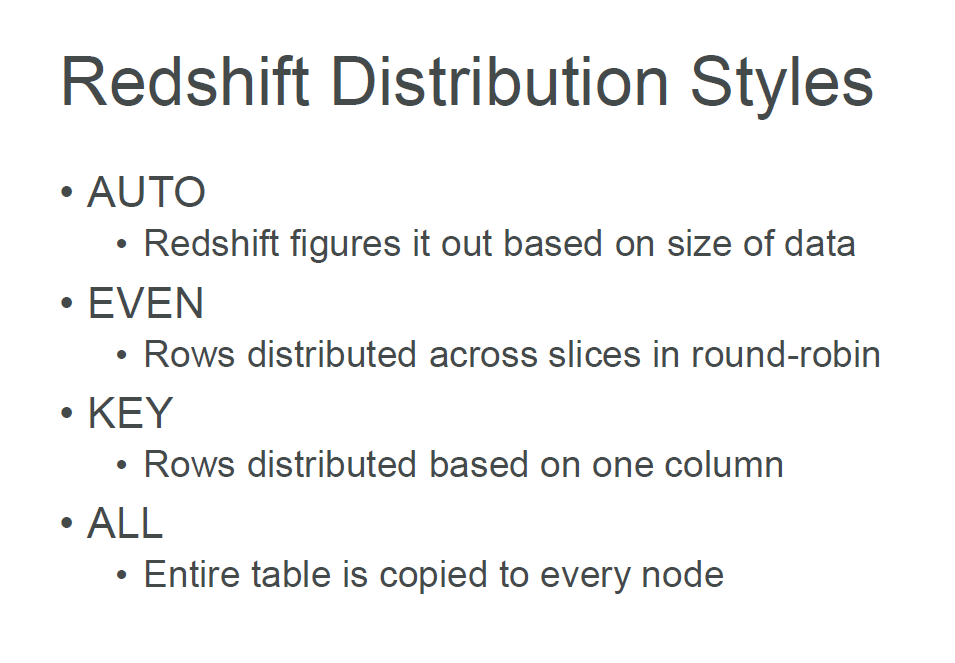 Redshift Distribution Styles
• AUTO
• Redshift figures it out based on size of data
• EVEN
• Rows distributed across slices in round-robin
• KEY
• Rows distributed based on one column
• ALL
• Entire table is copied to every node